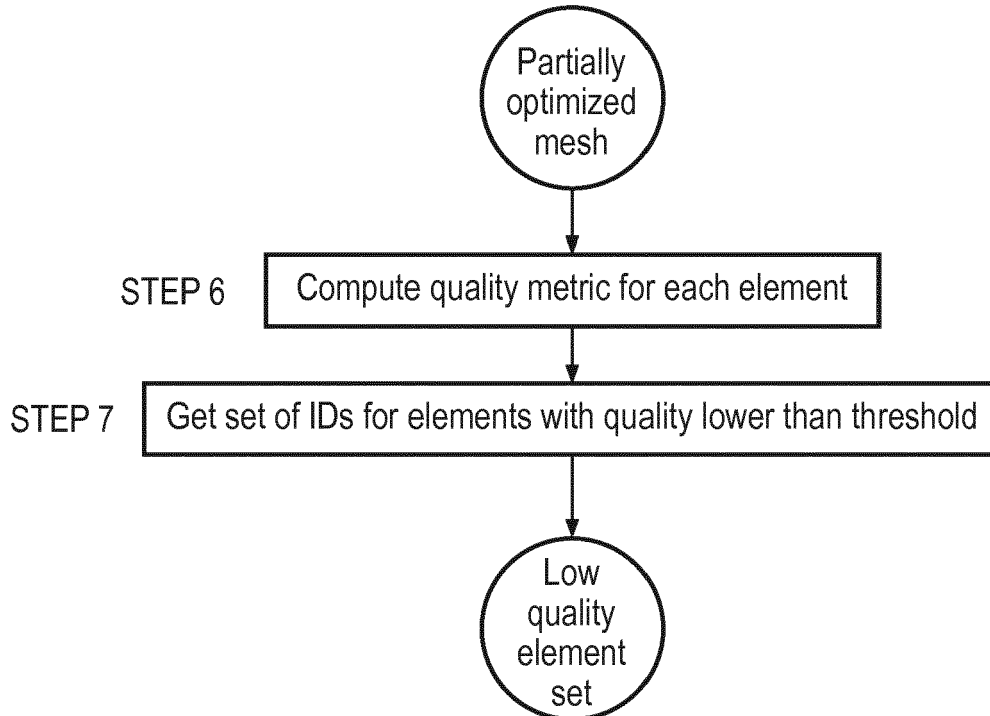 Partially
optimized
mesh
STEP 6
Compute quality metric for each element
STEP 7
Get set of IDs for elements with quality lower than threshold
Low
quality
element
set